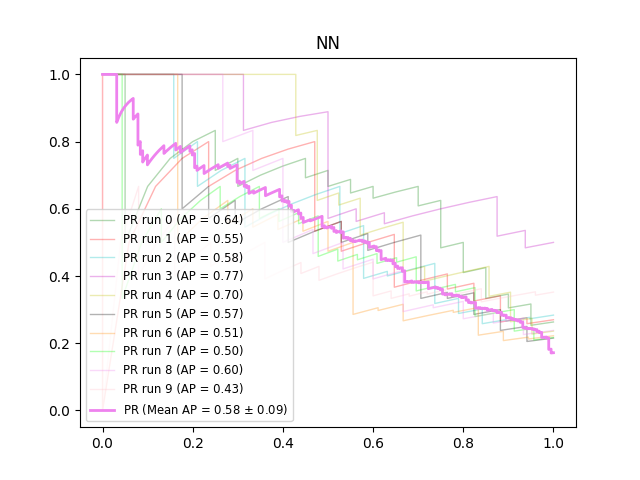 NN
1.0
0.8
0.6
0.4
0.2
0.0
PR run 0 (AP = 0.64)
PR run 1 (AP = 0.55)
PR run 2 (AP = 0.58)
PR run 3 (AP = 0.77)
PR run 4 (AP = 0.70)
PR run 5 (AP = 0.57)
PR run 6 (AP = 0.51)
PR run 7 (AP = 0.50)
PR run 8 (AP = 0.60)
PR run 9 (AP = 0.43)
PR (Mean AP = 0.58 ± 0.09)
0.0 0.2 0.4 0.6 0.8 1.0